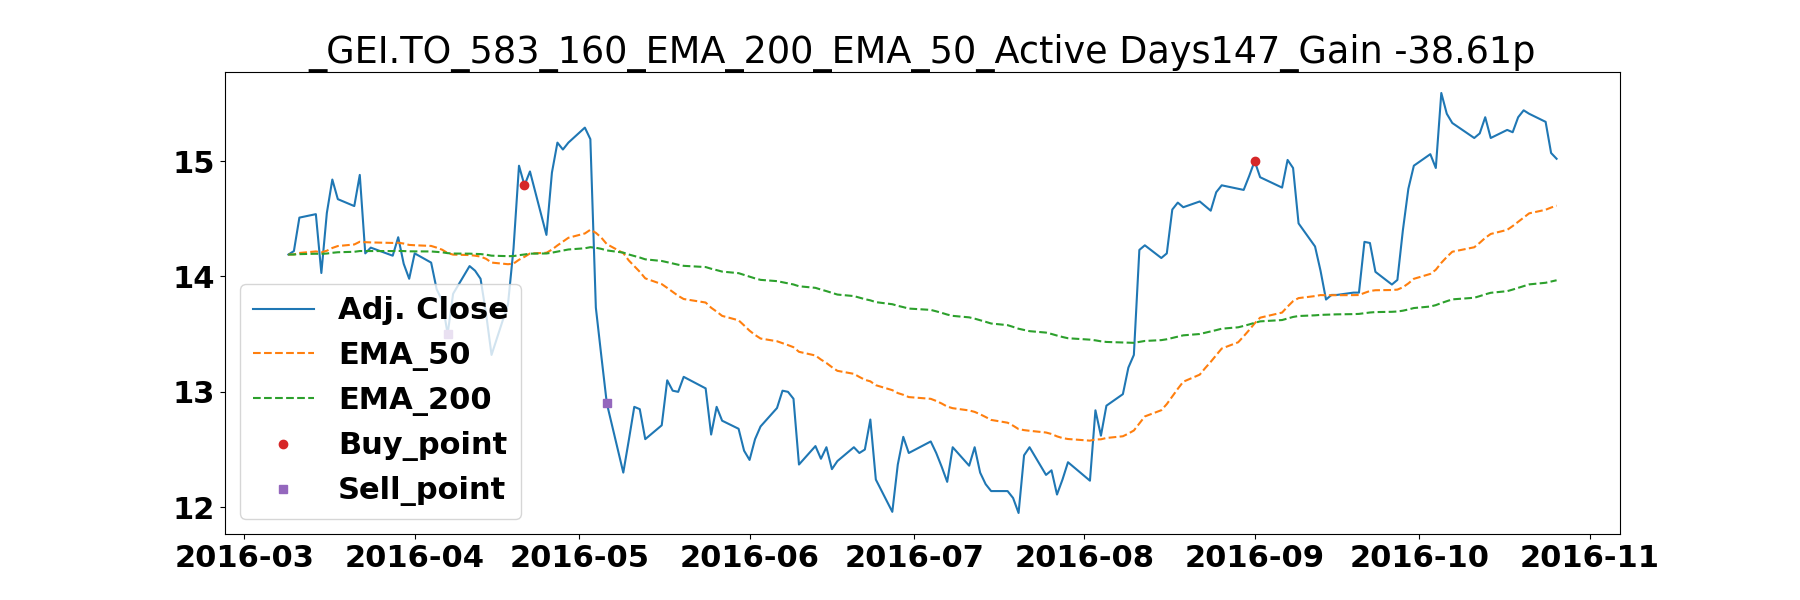 _GEI.TO_583_160_EMA_200_EMA_50_Active Days147_Gain -38.61p
15
14
13
12
Adj. Close
EMA_50
EMA_200
Buy_point
Sell_point
2016-03 2016-04 2016-05 2016-06 2016-07 2016-08 2016-09 2016-10 2016-11